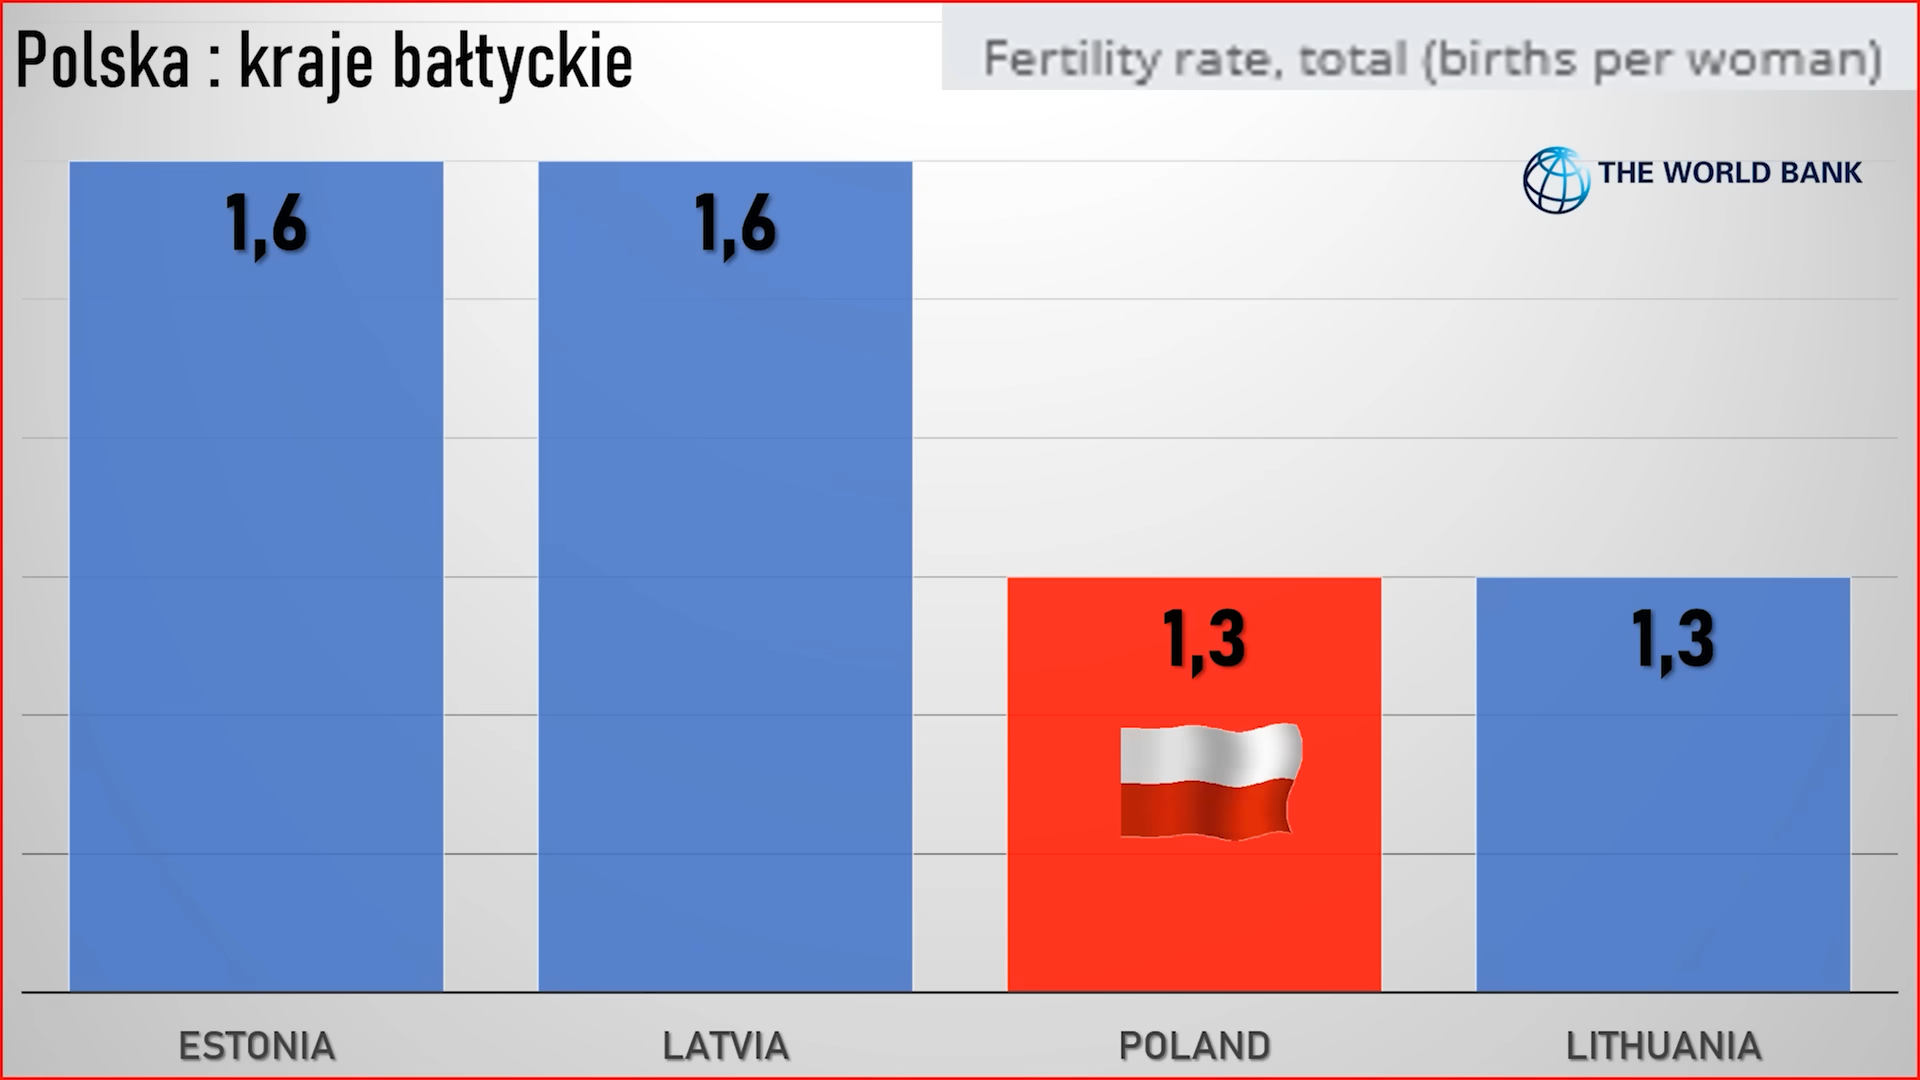 Polska : kraje bałtyckie
Fertility rate, total (births per woman)
THE WORLD BANK
1,6
1,6
1,3
1,3
ESTONIA
LATVIA
POLAND
LITHUANIA